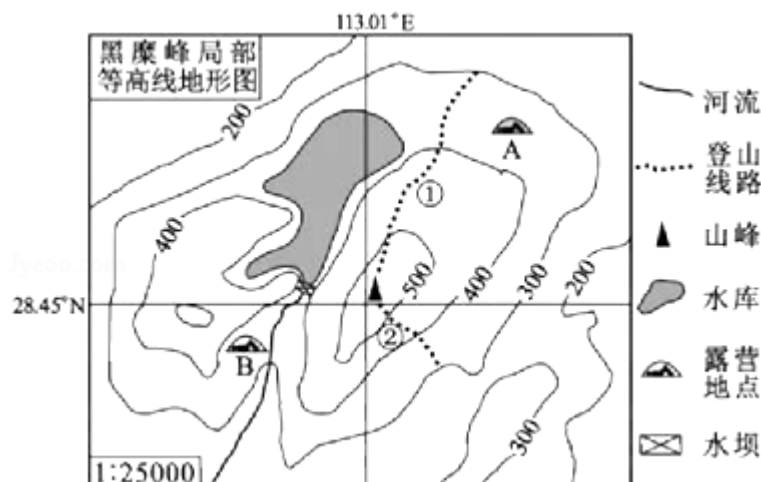 113.01°E
黑麋峰局部
等高线地形图
200
河流
A
登山
线路
①
400
山峰
500
400
300
200
28.45°N
水库
②
B
露营
地点
300
水坝
1:25000